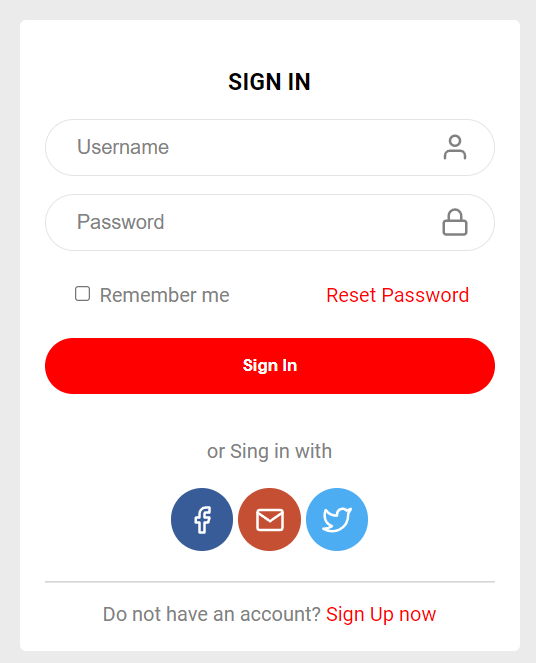 SIGN IN
Username
Password
Remember me Reset Password
Sign In
or Sing in with
Do not have an account? Sign Up now